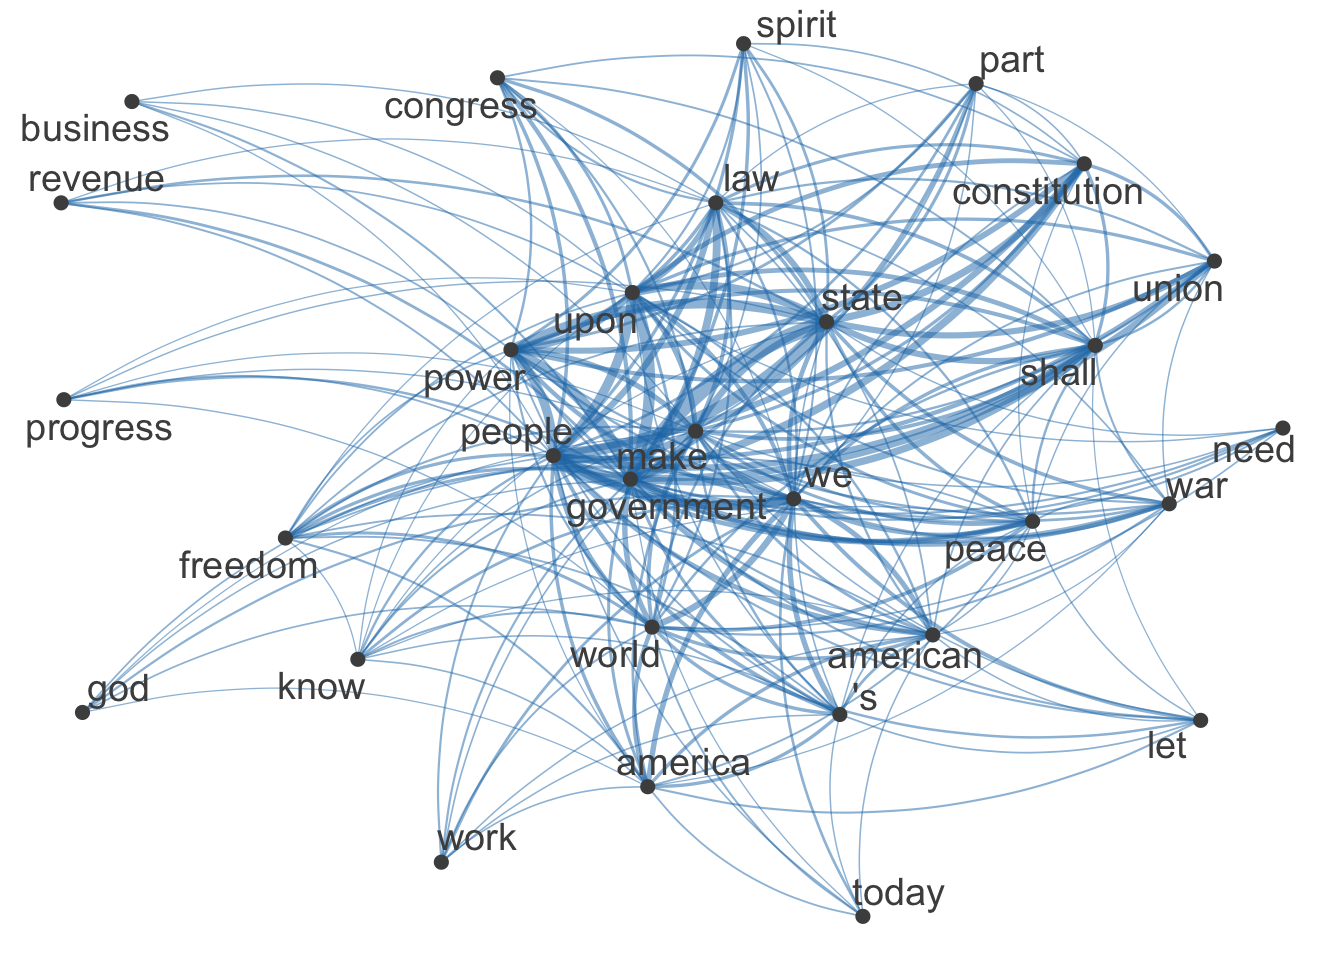 spirit
part
congress
business
revenue
law
constitution
union
state
upon
shall
power
progress
people
make
need
we
war
government
peace
freedom
world
american
god
know
's
let
america
work
today